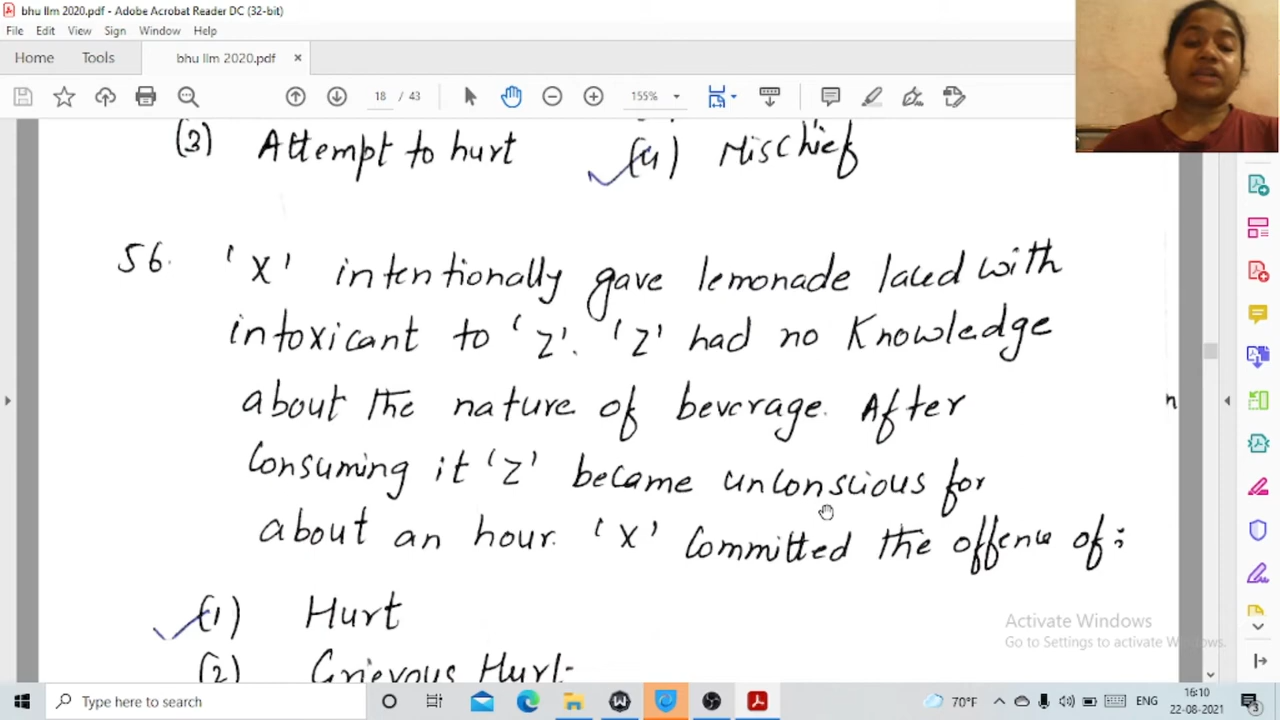 bhu llm 2020.pdf - Adobe Acrobat Reader DC (32-bit)
File Edit View Sign Window Help
Home Tools bhu llm 2020.pdf ×
18 / 43 155%
(3) Attempt to hurt (4) Mischief
56. 'X' intentionally gave lemonade laced with
intoxicant to 'Z'. 'Z' had no Knowledge
about the nature of beverage. After
Consuming it 'Z' became unconscious for
about an hour. 'X' Committed the offence of:
n
(1) Hurt
(2) Grievous Hurt
Activate Windows
Go to Settings to activate Windows.
Type here to search
70°F ENG 16:10
22-08-2021
3